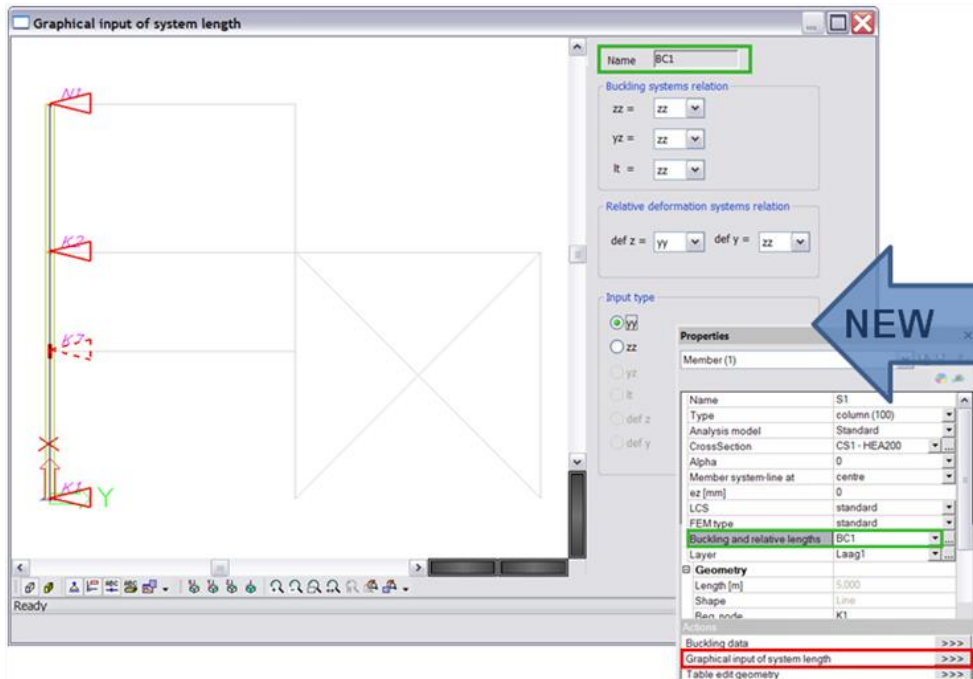 Graphical input of system length
Name BC1
Buckling systems relation
zz = zz
yz = zz
lt = zz
Relative deformation systems relation
def z = yy def y = zz
Input type
yy
zz
yz
lt
def z
def y
N1
K2
K1
X
Y
Ready
NEW
Properties
Member (1)
Name S1
Type column (100)
Analysis model Standard
CrossSection CS1 - HEA200
Alpha 0
Member system-line at centre
ez [mm] 0
LCS standard
FEM type standard
Buckling and relative lengths BC1
Layer Laag1
Geometry
Length [m] 5,000
Shape Line
Beg. node K1
Actions
Buckling data >>>
Graphical input of system length >>>
Table edit geometry >>>